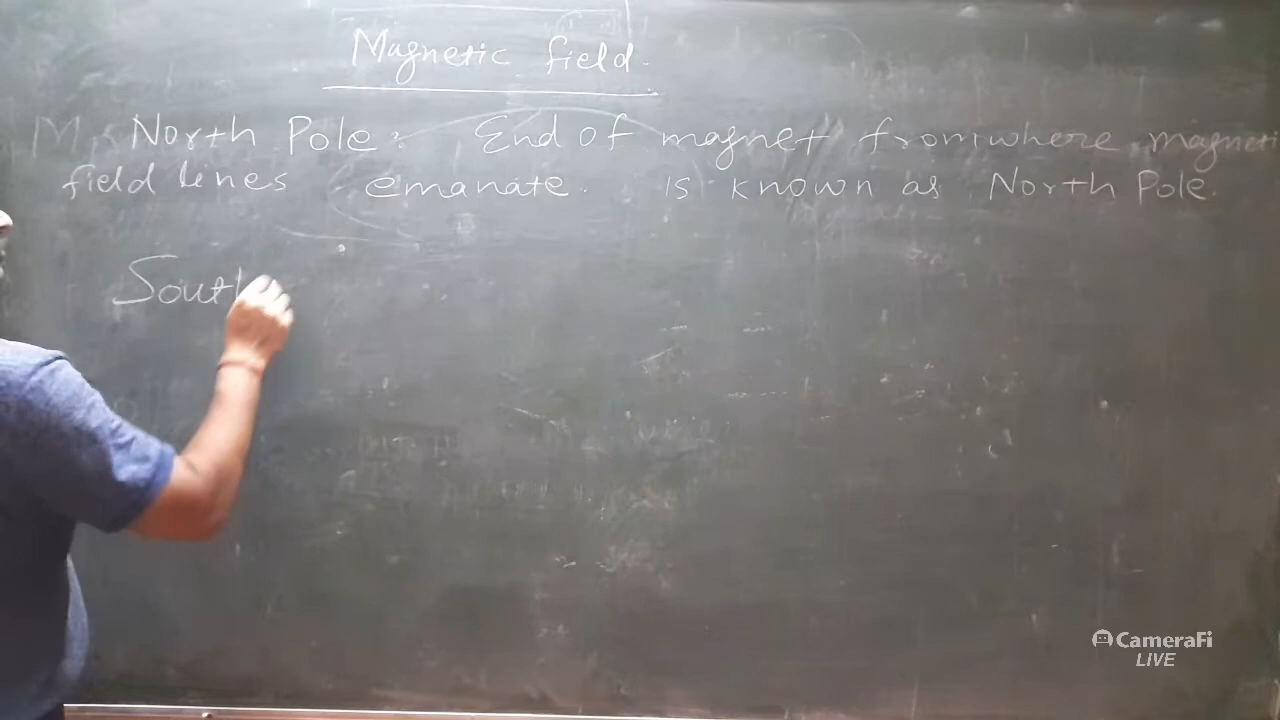 Magnetic field.
North Pole: End of magnet from where magneti
field lines emanate. is known as North Pole.
South
CameraFi
LIVE